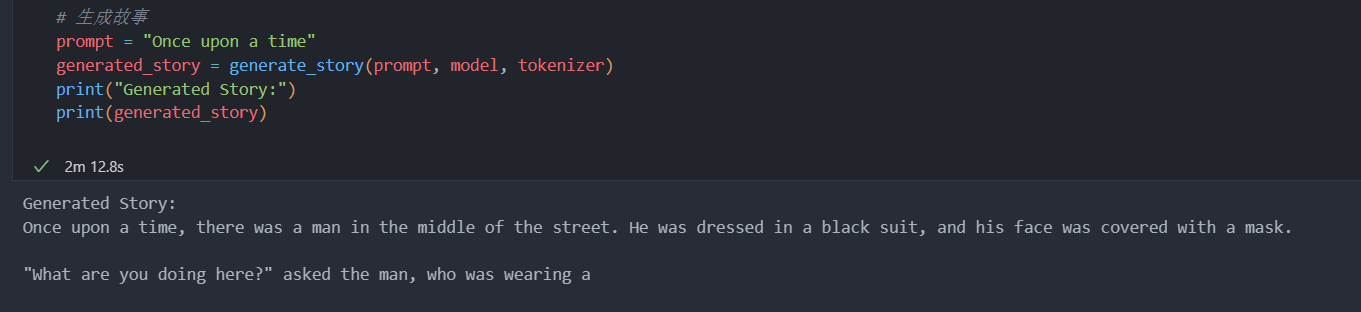 # 生成故事
prompt = "Once upon a time"
generated_story = generate_story(prompt, model, tokenizer)
print("Generated Story:")
print(generated_story)
2m 12.8s
Generated Story:
Once upon a time, there was a man in the middle of the street. He was dressed in a black suit, and his face was covered with a mask.
"What are you doing here?" asked the man, who was wearing a